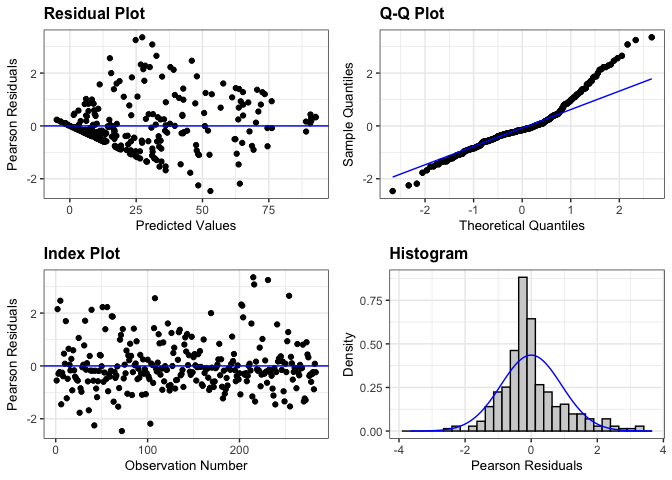 Residual Plot
Pearson Residuals
2
0
-2
0
25
50
75
Predicted Values
Q-Q Plot
Sample Quantiles
2
0
-2
-2
-1
0
1
2
Theoretical Quantiles
Index Plot
Pearson Residuals
2
0
-2
0
100
200
Observation Number
Histogram
Density
0.75
0.50
0.25
0.00
-4
-2
0
2
4
Pearson Residuals